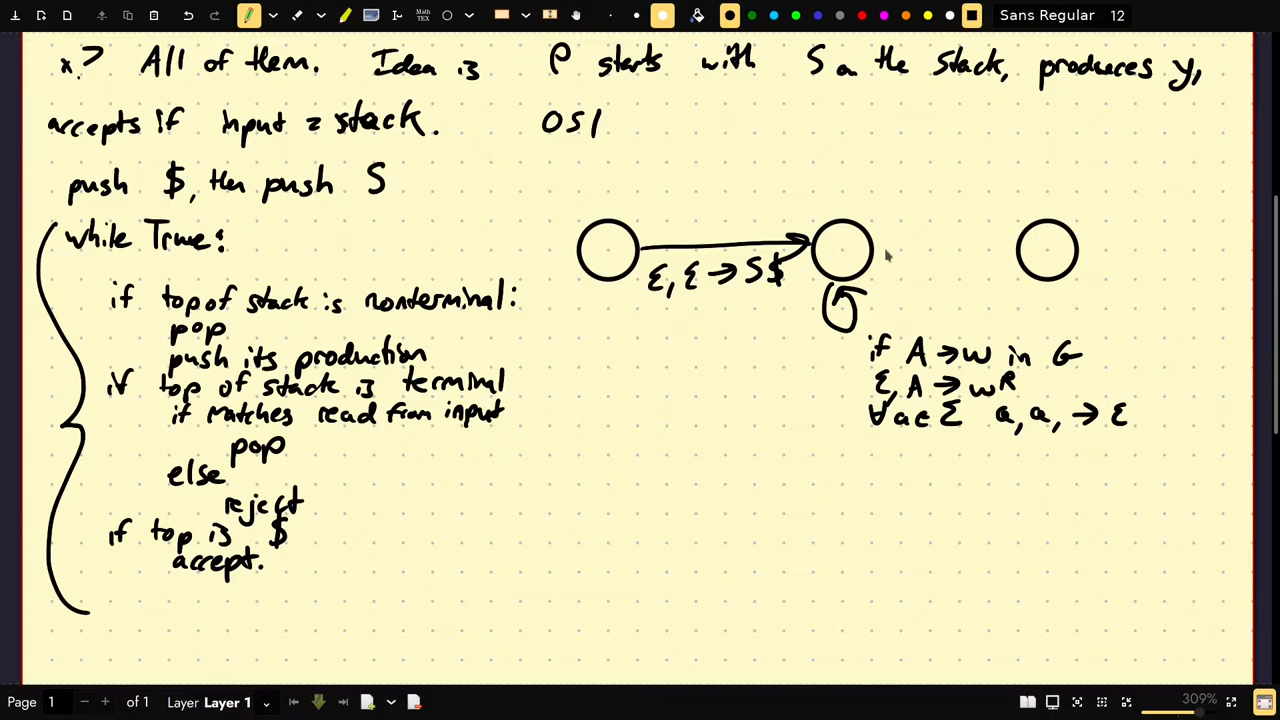 Sans Regular 12
x? All of them. Idea is P starts with S on the stack, produces y,
accepts if input = stack. 0S1
push $, then push S
while True:
if top of stack is nonterminal:
pop
push its production
if top of stack is terminal
if matches read from input
pop
else
reject
if top is $
accept.
ε, ε → S$
if A → w in G
ε, A → w^R
∀a∈Σ a, a, → ε
Page 1 of 1 Layer Layer 1 309%